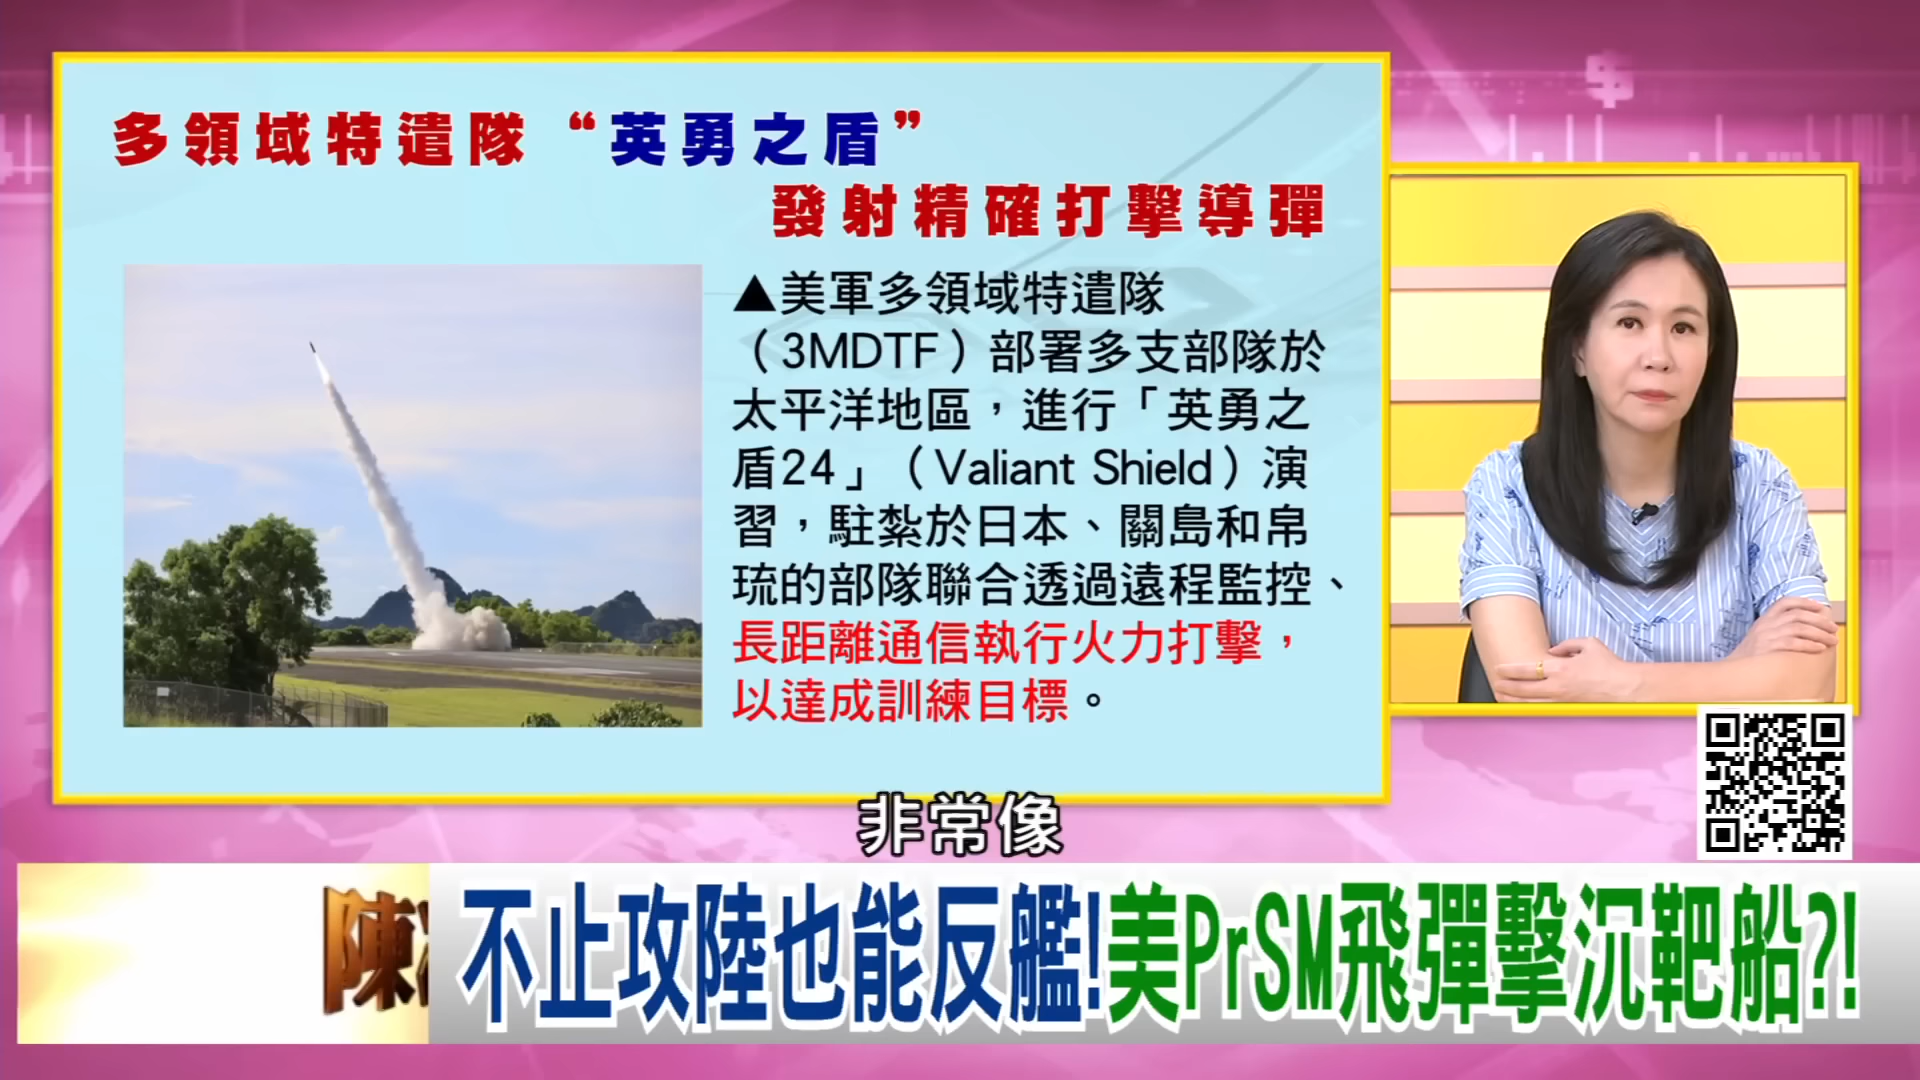 多領域特遣隊“英勇之盾”
發射精確打擊導彈
▲美軍多領域特遣隊
（3MDTF）部署多支部隊於
太平洋地區，進行「英勇之
盾24」（Valiant Shield）演
習，駐紮於日本、關島和帛
琉的部隊聯合透過遠程監控、
長距離通信執行火力打擊，
以達成訓練目標。
非常像
陳
不止攻陸也能反艦!美PrSM飛彈擊沉靶船?!